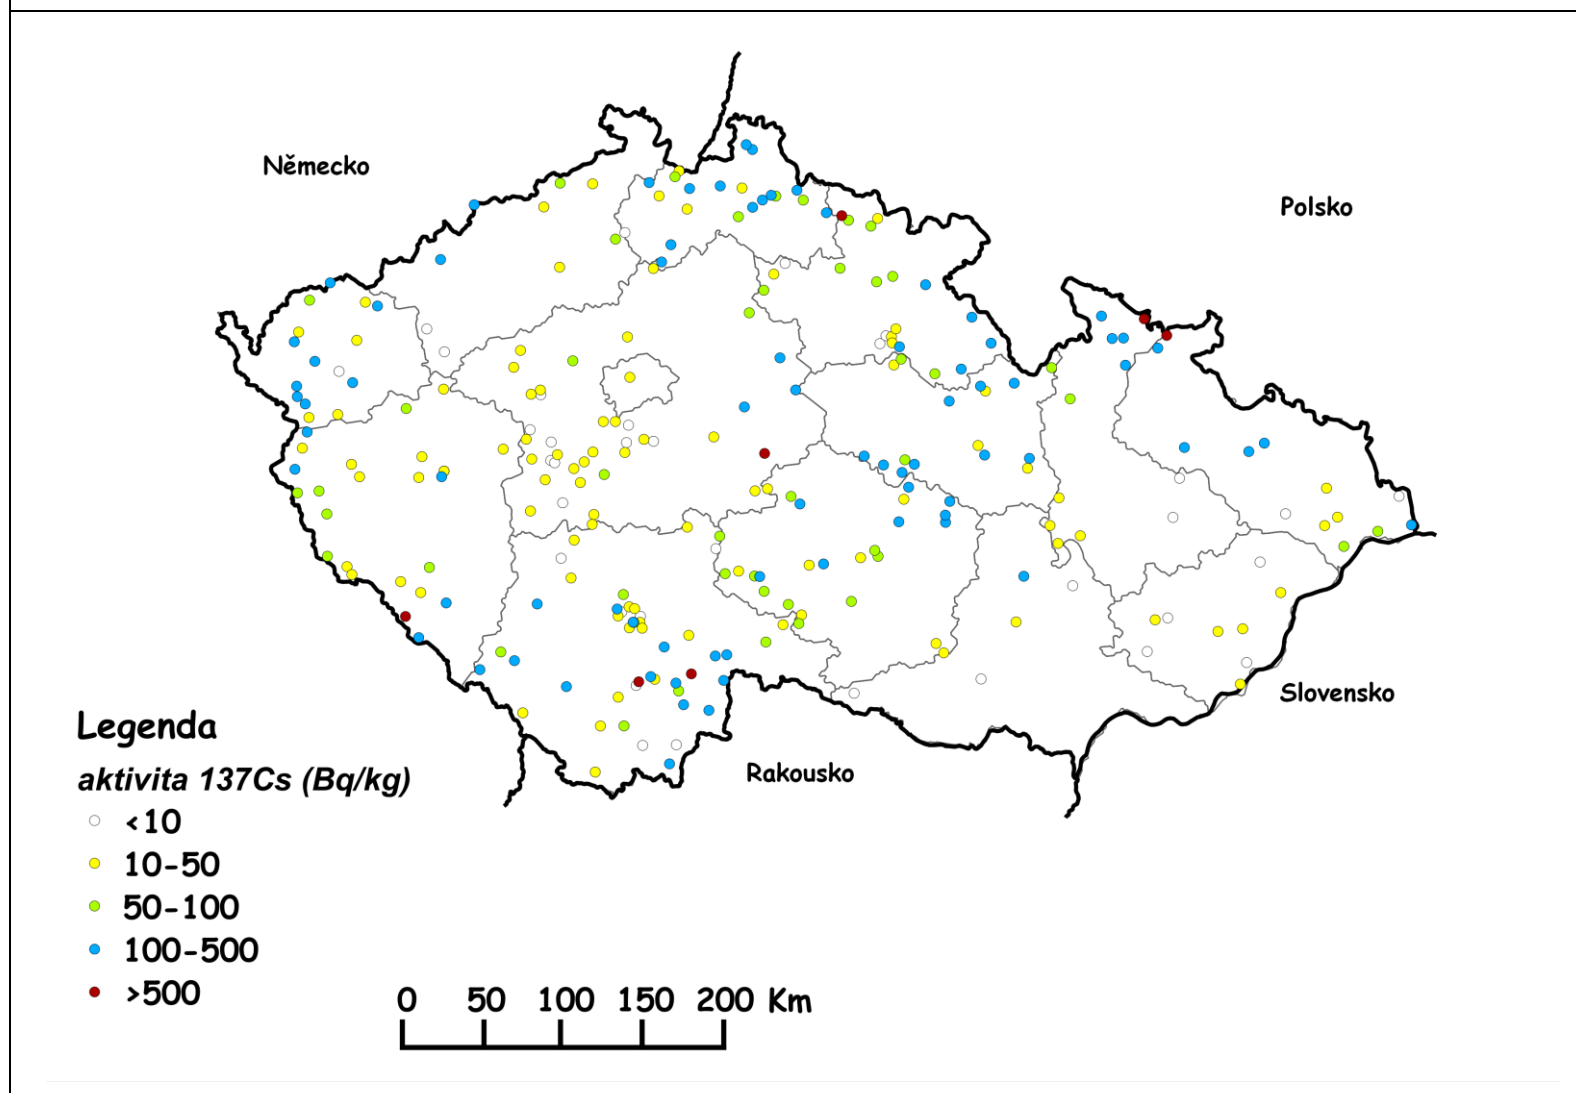 Německo
Polsko
Slovensko
Rakousko
Legenda
aktivita 137Cs (Bq/kg)
<10
10-50
50-100
100-500
>500
0 50 100 150 200 Km